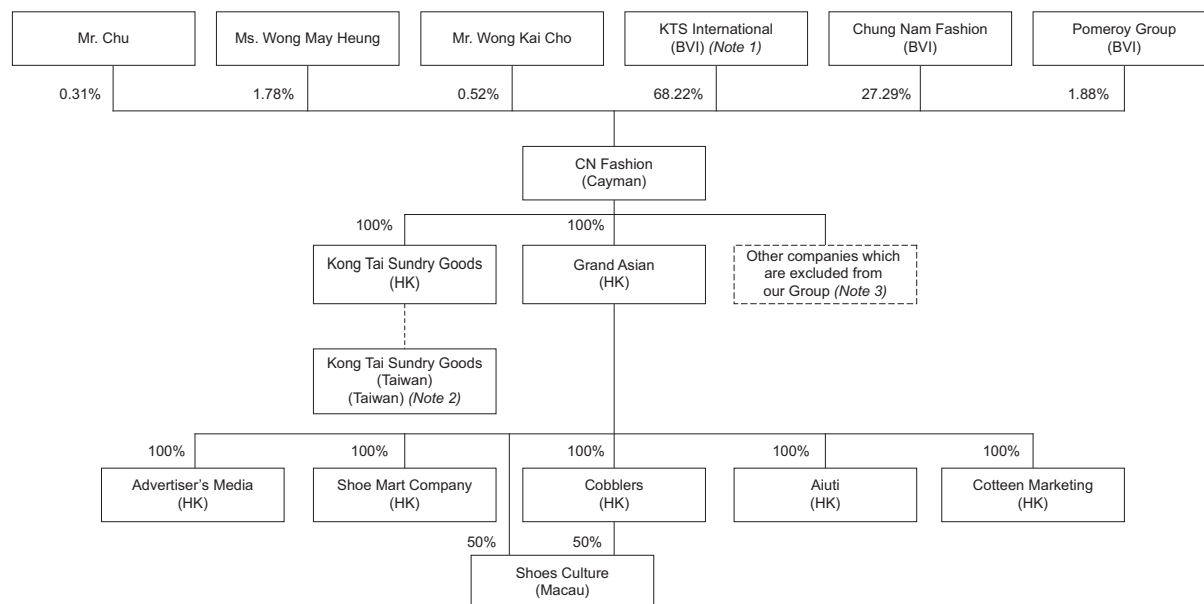 Mr. Chu
Ms. Wong May Heung
Mr. Wong Kai Cho
KTS International
(BVI) (Note 1)
Chung Nam Fashion
(BVI)
Pomeroy Group
(BVI)
0.31%
1.78%
0.52%
68.22%
27.29%
1.88%
CN Fashion
(Cayman)
100%
100%
Kong Tai Sundry Goods
(HK)
Grand Asian
(HK)
Other companies which
are excluded from
our Group (Note 3)
Kong Tai Sundry Goods
(Taiwan)
(Taiwan) (Note 2)
100%
100%
100%
100%
100%
Advertiser's Media
(HK)
Shoe Mart Company
(HK)
Cobblers
(HK)
Aiuti
(HK)
Cotteen Marketing
(HK)
50%
50%
Shoes Culture
(Macau)